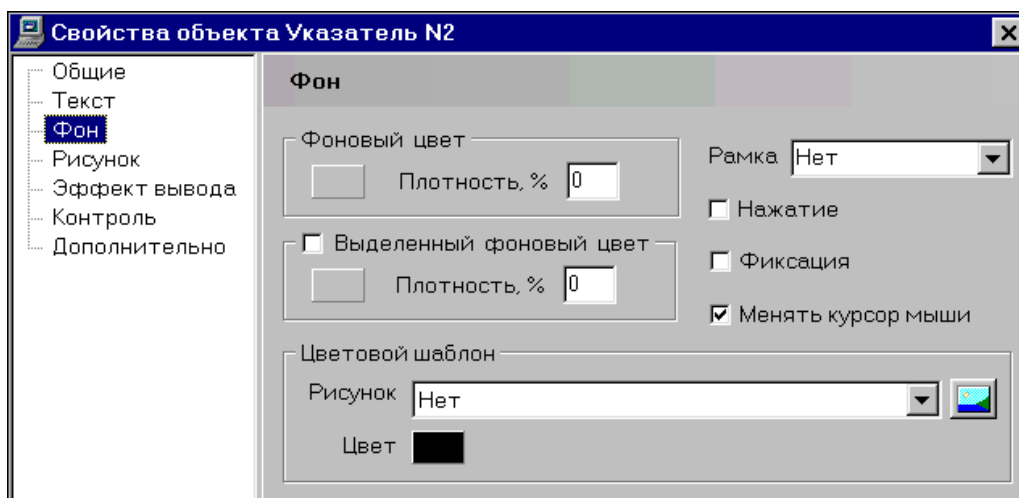 Свойства объекта Указатель N2
Общие
Текст
Фон
Рисунок
Эффект вывода
Контроль
Дополнительно
Фон
Фоновый цвет
Плотность, % 0
Выделенный фоновый цвет
Плотность, % 0
Рамка Нет
Нажатие
Фиксация
Менять курсор мыши
Цветовой шаблон
Рисунок Нет
Цвет